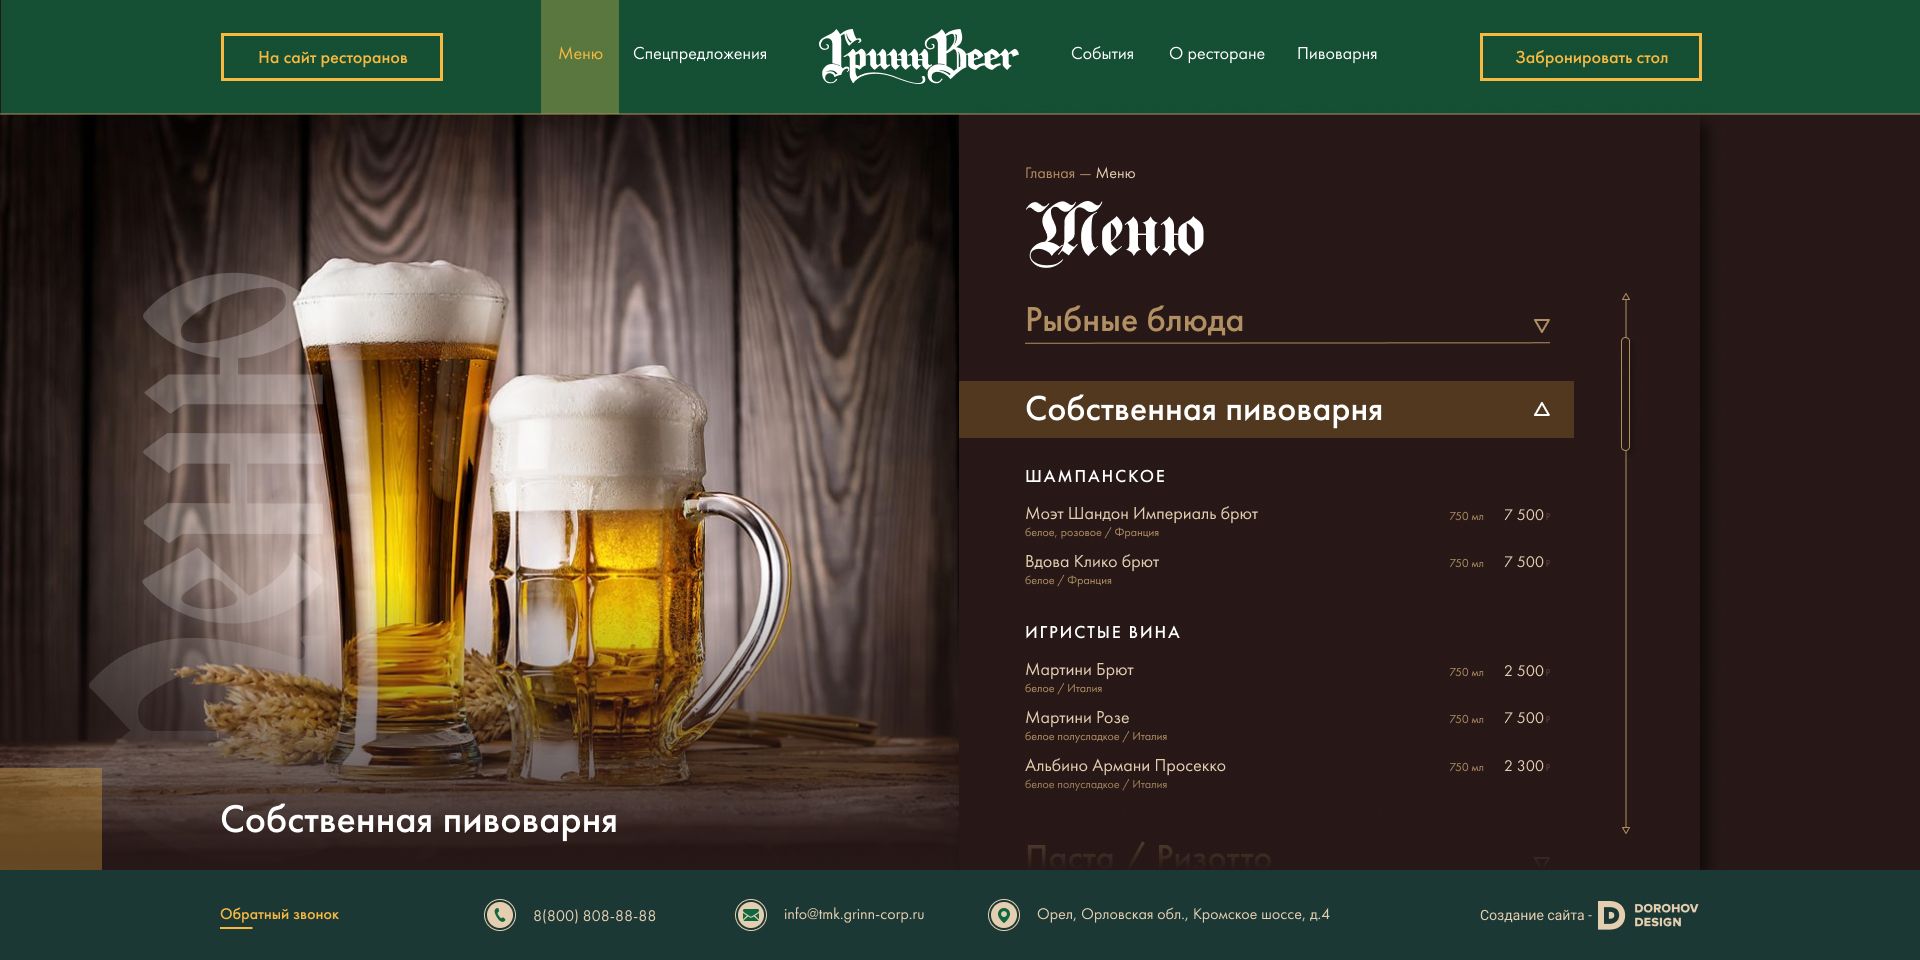 На сайт ресторанов
Меню
Спецпредложения
ГриннBeer
События
О ресторане
Пивоварня
Забронировать стол
Главная — Меню
Меню
Рыбные блюда
Собственная пивоварня
ШАМПАНСКОЕ
Моэт Шандон Империаль брют 750 мл 7 500 ₽
белое, розовое / Франция
Вдова Клико брют 750 мл 7 500 ₽
белое / Франция
ИГРИСТЫЕ ВИНА
Мартини Брют 750 мл 2 500 ₽
белое / Италия
Мартини Розе 750 мл 7 500 ₽
белое полусладкое / Италия
Альбино Армани Просекко 750 мл 2 300 ₽
белое полусладкое / Италия
Паста / Ризотто
Меню
Собственная пивоварня
Обратный звонок
8(800) 808-88-88
info@tmk.grinn-corp.ru
Орел, Орловская обл., Кромское шоссе, д.4
Создание сайта - DOROHOV
DESIGN